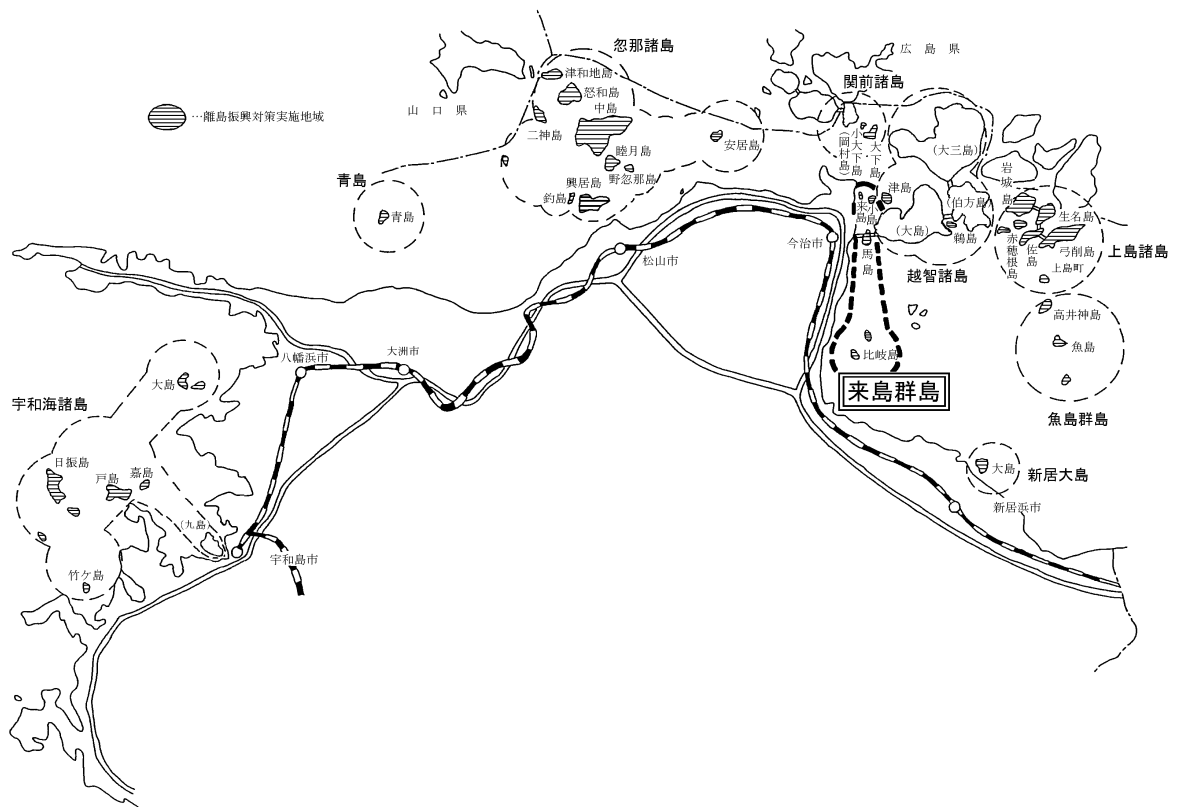 忽那諸島
広島県
津和地島
関前諸島
怒和島
中島
山口県
…離島振興対策実施地域
二神島
安居島
小大下島
大下島
(岡村島)
(大三島)
睦月島
岩城島
野忽那島
青島
興居島
釣島
津島
来島
小島
(伯方島)
生名島
青島
(大島)
鵜島
赤穂根島
佐島
弓削島
今治市
馬島
上島諸島
松山市
越智諸島
上島町
高井神島
八幡浜市
大洲市
比岐島
魚島
大島
来島群島
宇和海諸島
魚島群島
日振島
戸島
嘉島
大島
新居大島
新居浜市
(九島)
宇和島市
竹ケ島